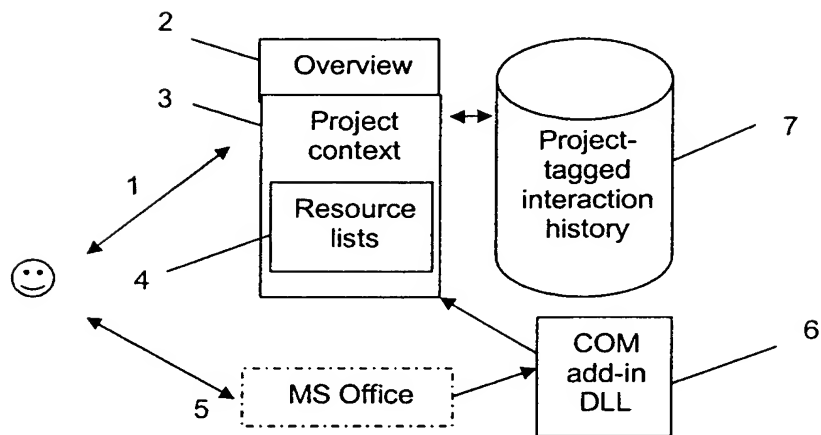 2
Overview
3
Project
context
Project-
tagged
interaction
history
7
1
Resource
lists
4
COM
add-in
DLL
6
5
MS Office